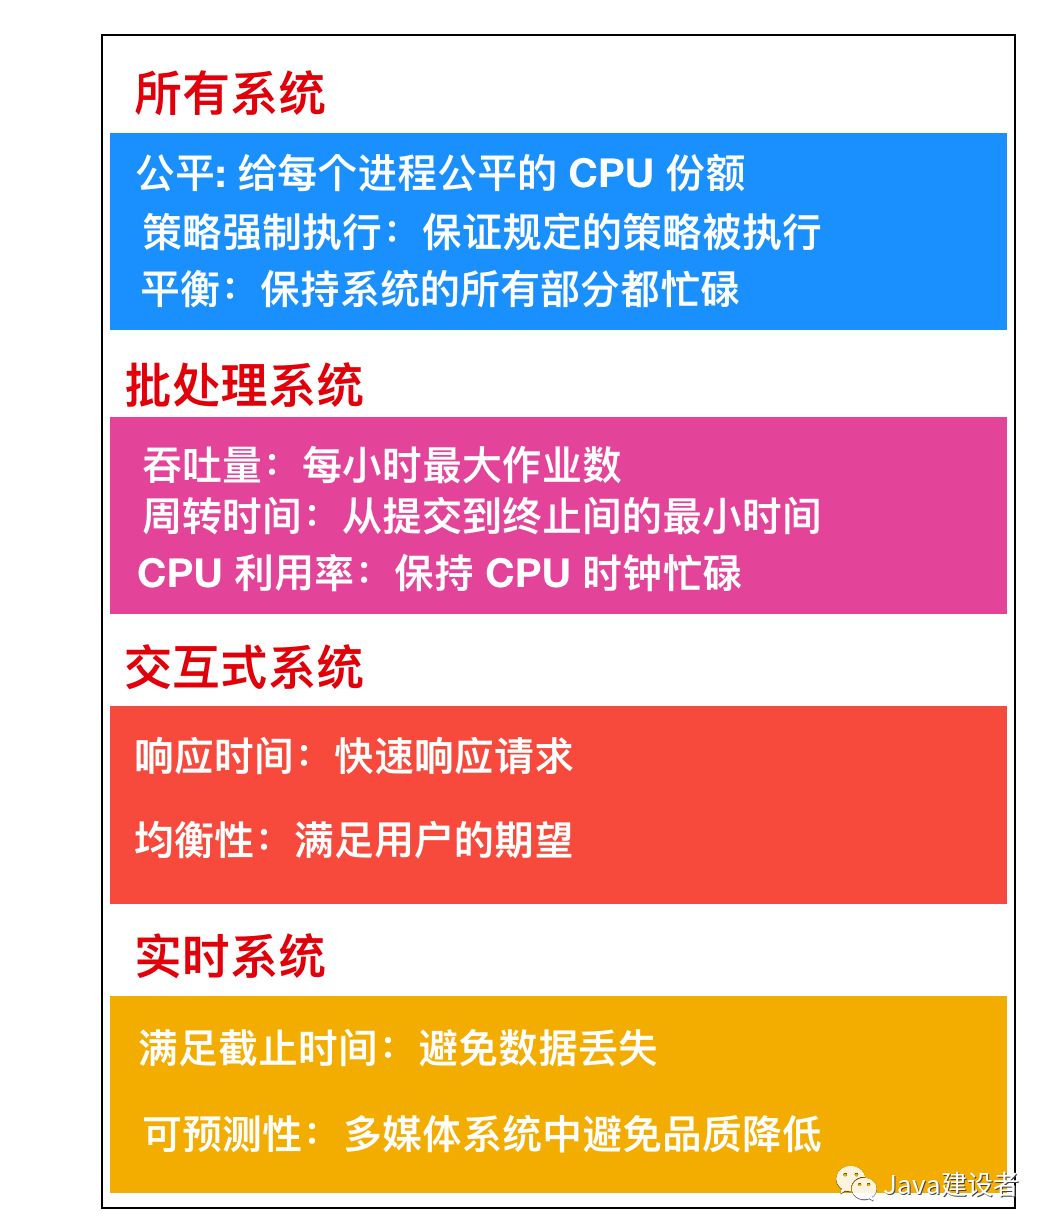 所有系统
公平: 给每个进程公平的 CPU 份额
策略强制执行：保证规定的策略被执行
平衡：保持系统的所有部分都忙碌
批处理系统
吞吐量：每小时最大作业数
周转时间：从提交到终止间的最小时间
CPU 利用率：保持 CPU 时钟忙碌
交互式系统
响应时间：快速响应请求
均衡性：满足用户的期望
实时系统
满足截止时间：避免数据丢失
可预测性：多媒体系统中避免品质降低
Java建设者